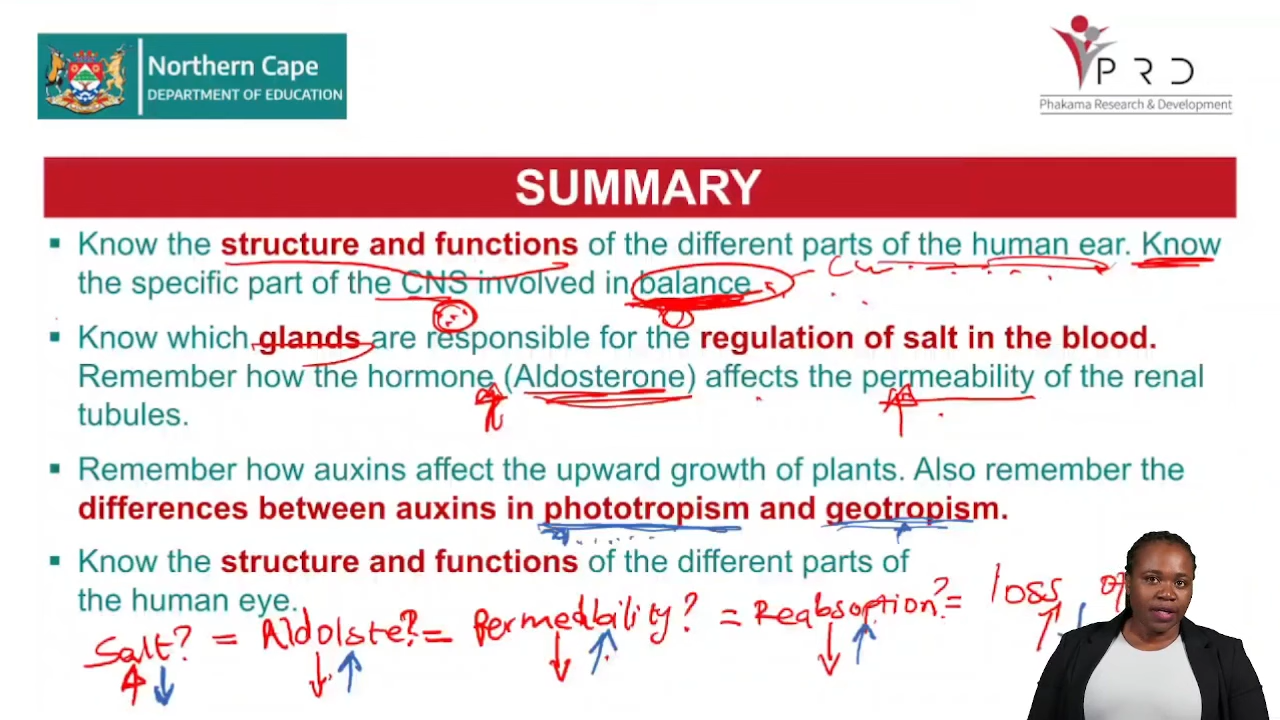 Northern Cape
DEPARTMENT OF EDUCATION
PRD
Phakama Research & Development
SUMMARY
▪ Know the structure and functions of the different parts of the human ear. Know
the specific part of the CNS involved in balance
▪ Know which glands are responsible for the regulation of salt in the blood.
Remember how the hormone (Aldosterone) affects the permeability of the renal
tubules.
▪ Remember how auxins affect the upward growth of plants. Also remember the
differences between auxins in phototropism and geotropism.
▪ Know the structure and functions of the different parts of
the human eye.
Salt? = Aldolste? = Permedbility? = Reabsoption? = loss of